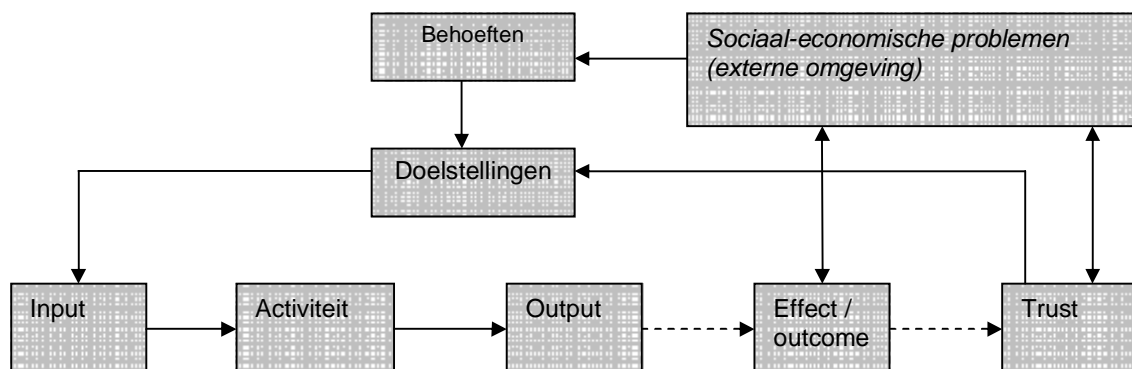 Behoeften
Sociaal-economische problemen
(externe omgeving)
Doelstellingen
Input
Activiteit
Output
Effect /
outcome
Trust